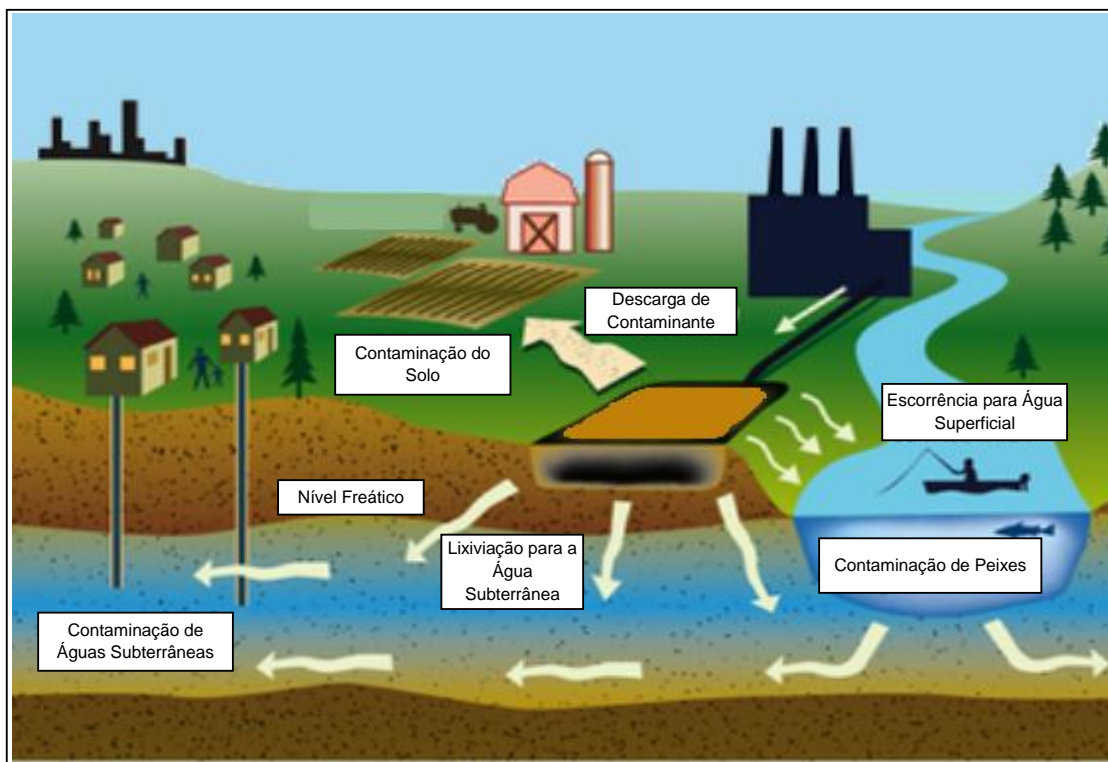 Descarga de
Contaminante
Contaminação do
Solo
Escorrência para Água
Superficial
Nível Freático
Lixiviação para a
Água
Subterrânea
Contaminação de Peixes
Contaminação de
Águas Subterrâneas